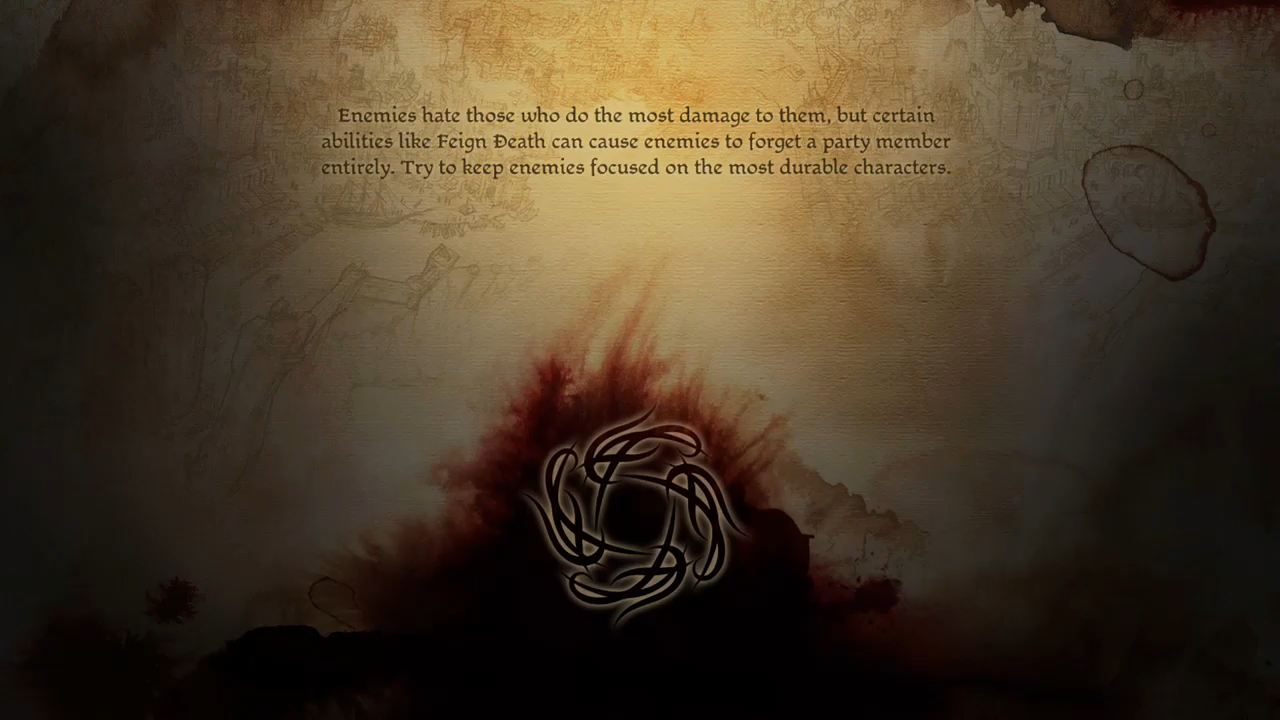 Enemies hate those who do the most damage to them, but certain
abilities like Feign Death can cause enemies to forget a party member
entirely. Try to keep enemies focused on the most durable characters.